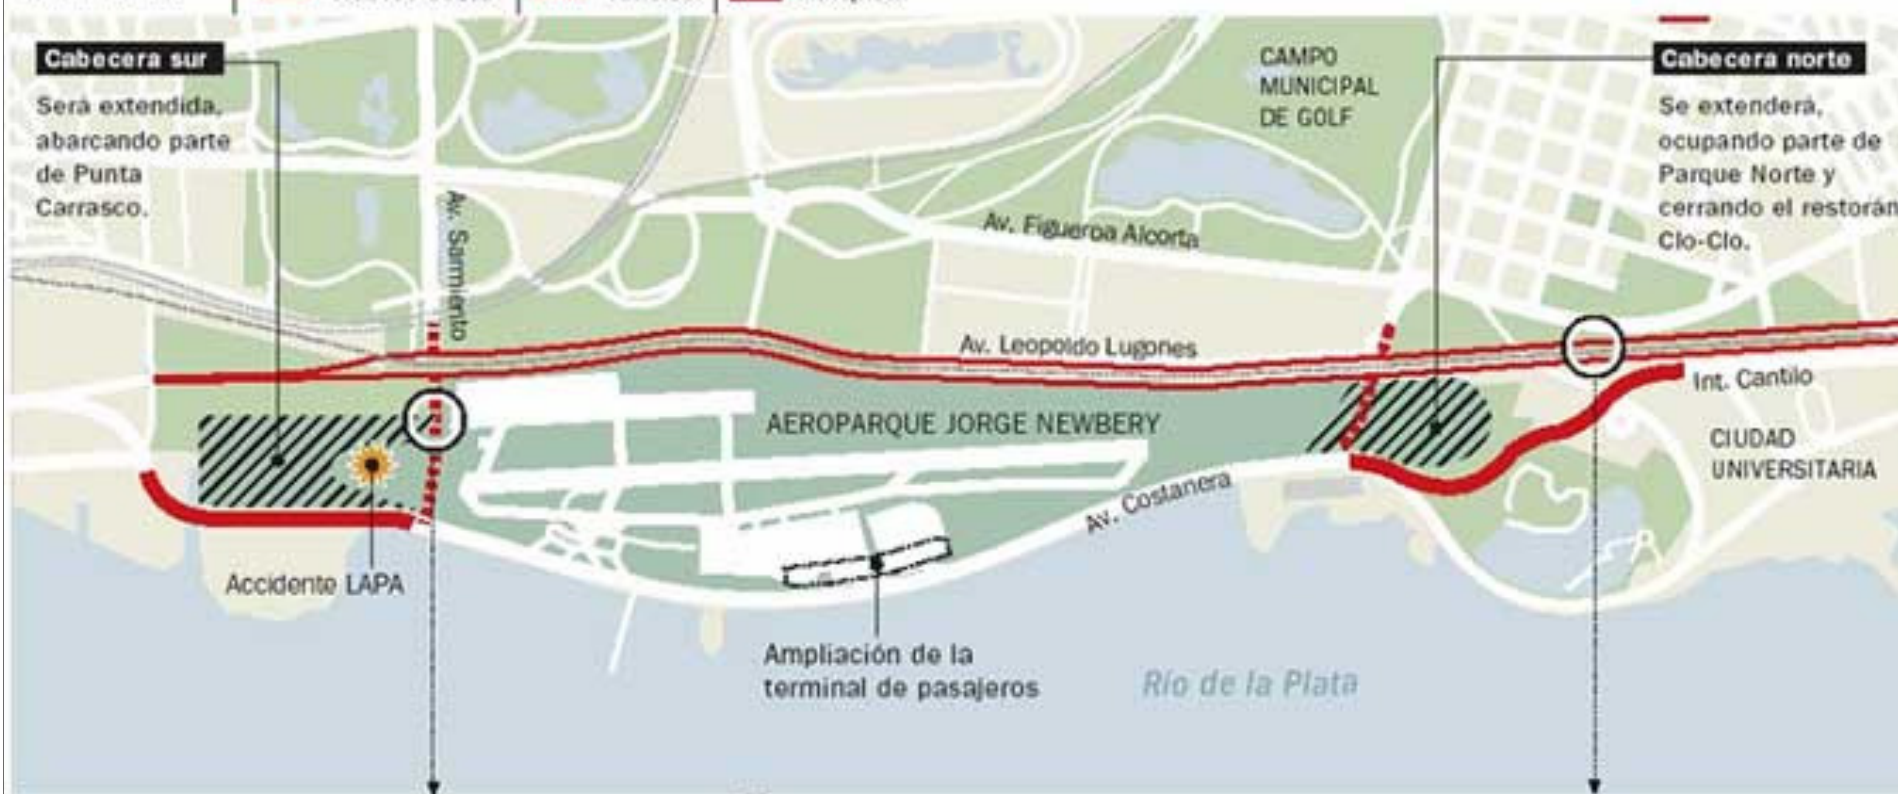 Cabecera sur
Será extendida,
abarcando parte
de Punta
Carrasco.
Av. Sarmiento
CAMPO
MUNICIPAL
DE GOLF
Cabecera norte
Se extenderá,
ocupando parte de
Parque Norte y
cerrando el restorán
Clo-Clo.
Av. Figueroa Alcorta
Av. Leopoldo Lugones
Int. Cantilo
AEROPARQUE JORGE NEWBERY
CIUDAD
UNIVERSITARIA
Av. Costanera
Accidente LAPA
Ampliación de la
terminal de pasajeros
Río de la Plata